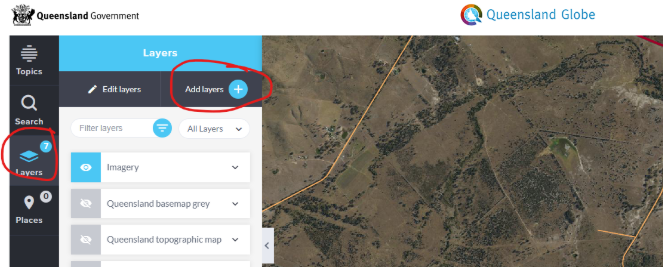 Queensland Government
Queensland Globe
Topics
Search
7
Layers
0
Places
Layers
Edit layers
Add layers +
Filter layers
All Layers
Imagery
Queensland basemap grey
Queensland topographic map